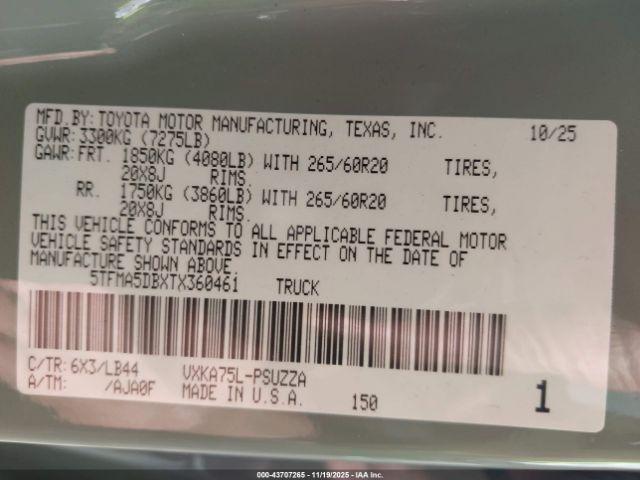 MFD.BY: TOYOTA MOTOR MANUFACTURING, TEXAS, INC. 10/25
GVWR: 3300KG (7275LB)
GAWR: FRT. 1850KG (4080LB) WITH 265/60R20 TIRES,
20X8J RIMS.
RR. 1750KG (3860LB) WITH 265/60R20 TIRES,
20X8J RIMS.
THIS VEHICLE CONFORMS TO ALL APPLICABLE FEDERAL MOTOR
VEHICLE SAFETY STANDARDS IN EFFECT ON THE DATE OF
MANUFACTURE SHOWN ABOVE.
5TFMA5DBXTX360461 TRUCK
C/TR: 6X3/LB44 VXKA75L-PSUZZA
A/TM: /AJA0F MADE IN U.S.A. 150 1
000-43707265 - 11/19/2025 - IAA Inc.